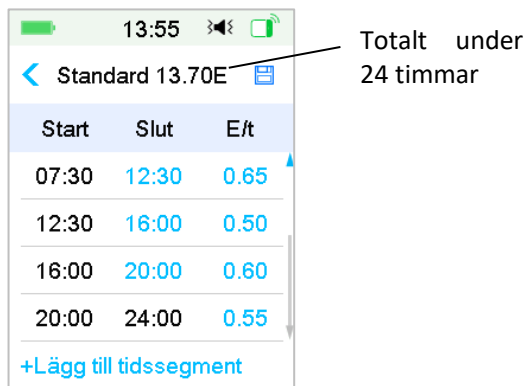 13:55
Standard 13.70E
Start Slut E/t
07:30 12:30 0.65
12:30 16:00 0.50
16:00 20:00 0.60
20:00 24:00 0.55
+Lägg till tidssegment
Totalt under
24 timmar